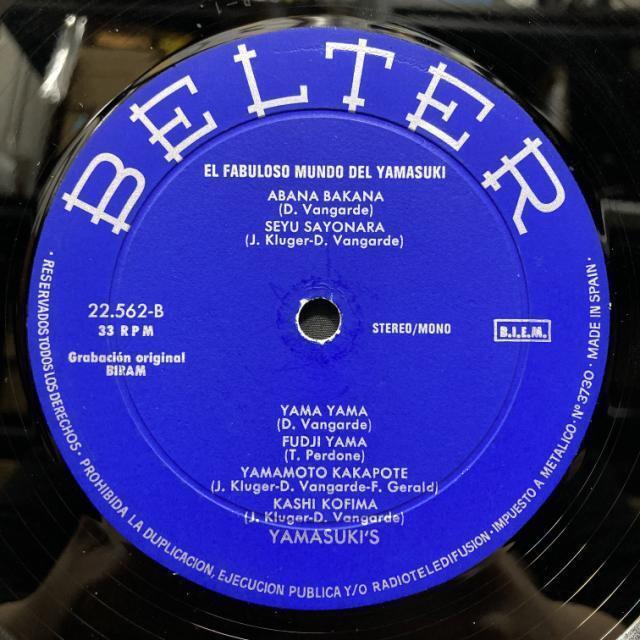 BELTER
EL FABULOSO MUNDO DEL YAMASUKI
ABANA BAKANA
(D. Vangarde)
SEYU SAYONARA
(J. Kluger-D. Vangarde)
22.562-B
33 RPM
Grabación original
BIRAM
STEREO/MONO
B.I.E.M.
YAMA YAMA
(D. Vangarde)
FUDJI YAMA
(T. Perdone)
YAMAMOTO KAKAPOTE
(J. Kluger-D. Vangarde-F. Gerald)
KASHI KOFIMA
(J. Kluger-D. Vangarde)
YAMASUKI'S
· RESERVADOS TODOS LOS DERECHOS · PROHIBIDA LA DUPLICACION, EJECUCION PUBLICA Y/O RADIOTELEDIFUSION · IMPUESTO A METALICO · Nº 3730 · MADE IN SPAIN ·